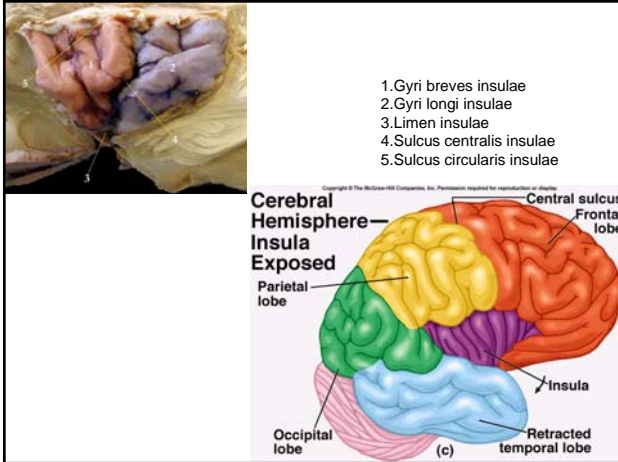 5
1
2
4
3
1.Gyri breves insulae
2.Gyri longi insulae
3.Limen insulae
4.Sulcus centralis insulae
5.Sulcus circularis insulae
Copyright © The McGraw-Hill Companies, Inc. Permission required for reproduction or display.
Cerebral
Hemisphere—
Insula
Exposed
Central sulcus
Frontal
lobe
Parietal
lobe
Insula
Occipital
lobe
Retracted
temporal lobe
(c)